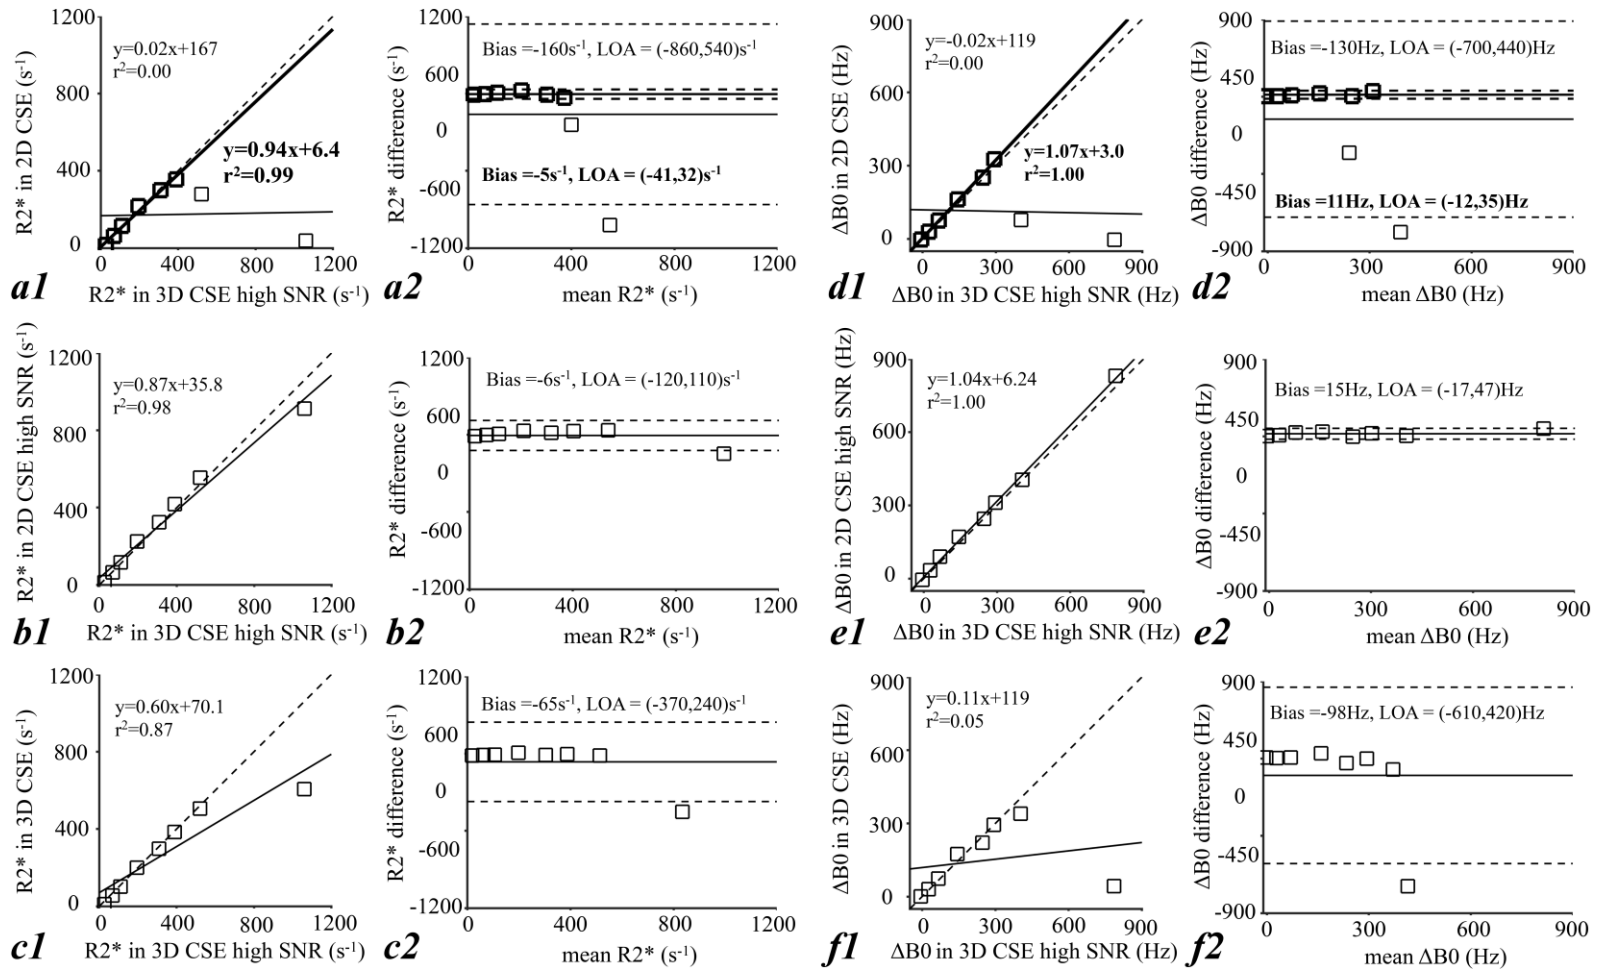 1200
800
400
0
0
400
800
1200
R2* in 2D CSE (s-1)
y=0.02x+167
r2=0.00
y=0.94x+6.4
r2=0.99
a1
R2* in 3D CSE high SNR (s-1)
1200
600
0
-600
-1200
0
400
800
1200
R2* difference (s-1)
Bias =-160s-1, LOA = (-860,540)s-1
Bias=-5s-1, LOA = (-41,32)s-1
a2
mean R2* (s-1)
900
600
300
0
0
300
600
900
ΔB0 in 2D CSE (Hz)
y=-0.02x+119
r2=0.00
y=1.07x+3.0
r2=1.00
d1
ΔB0 in 3D CSE high SNR (Hz)
900
450
0
-450
-900
0
300
600
900
ΔB0 difference (Hz)
Bias =-130Hz, LOA = (-700,440)Hz
Bias =11Hz, LOA = (-12,35)Hz
d2
mean ΔB0 (Hz)
1200
800
400
0
0
400
800
1200
R2* in 2D CSE high SNR (s-1)
y=0.87x+35.8
r2=0.98
b1
R2* in 3D CSE high SNR (s-1)
1200
600
0
-600
-1200
0
400
800
1200
R2* difference (s-1)
Bias =-6s-1, LOA = (-120,110)s-1
b2
mean R2* (s-1)
900
600
300
0
0
300
600
900
ΔB0 in 2D CSE high SNR (Hz)
y=1.04x+6.24
r2=1.00
e1
ΔB0 in 3D CSE high SNR (Hz)
900
450
0
-450
-900
0
300
600
900
ΔB0 difference (Hz)
Bias =15Hz, LOA = (-17,47)Hz
e2
mean ΔB0 (Hz)
1200
800
400
0
0
400
800
1200
R2* in 3D CSE (s-1)
y=0.60x+70.1
r2=0.87
c1
R2* in 3D CSE high SNR (s-1)
1200
600
0
-600
-1200
0
400
800
1200
R2* difference (s-1)
Bias =-65s-1, LOA = (-370,240)s-1
c2
mean R2* (s-1)
900
600
300
0
0
300
600
900
ΔB0 in 3D CSE (Hz)
y=0.11x+119
r2=0.05
f1
ΔB0 in 3D CSE high SNR (Hz)
900
450
0
-450
-900
0
300
600
900
ΔB0 difference (Hz)
Bias =-98Hz, LOA = (-610,420)Hz
f2
mean ΔB0 (Hz)